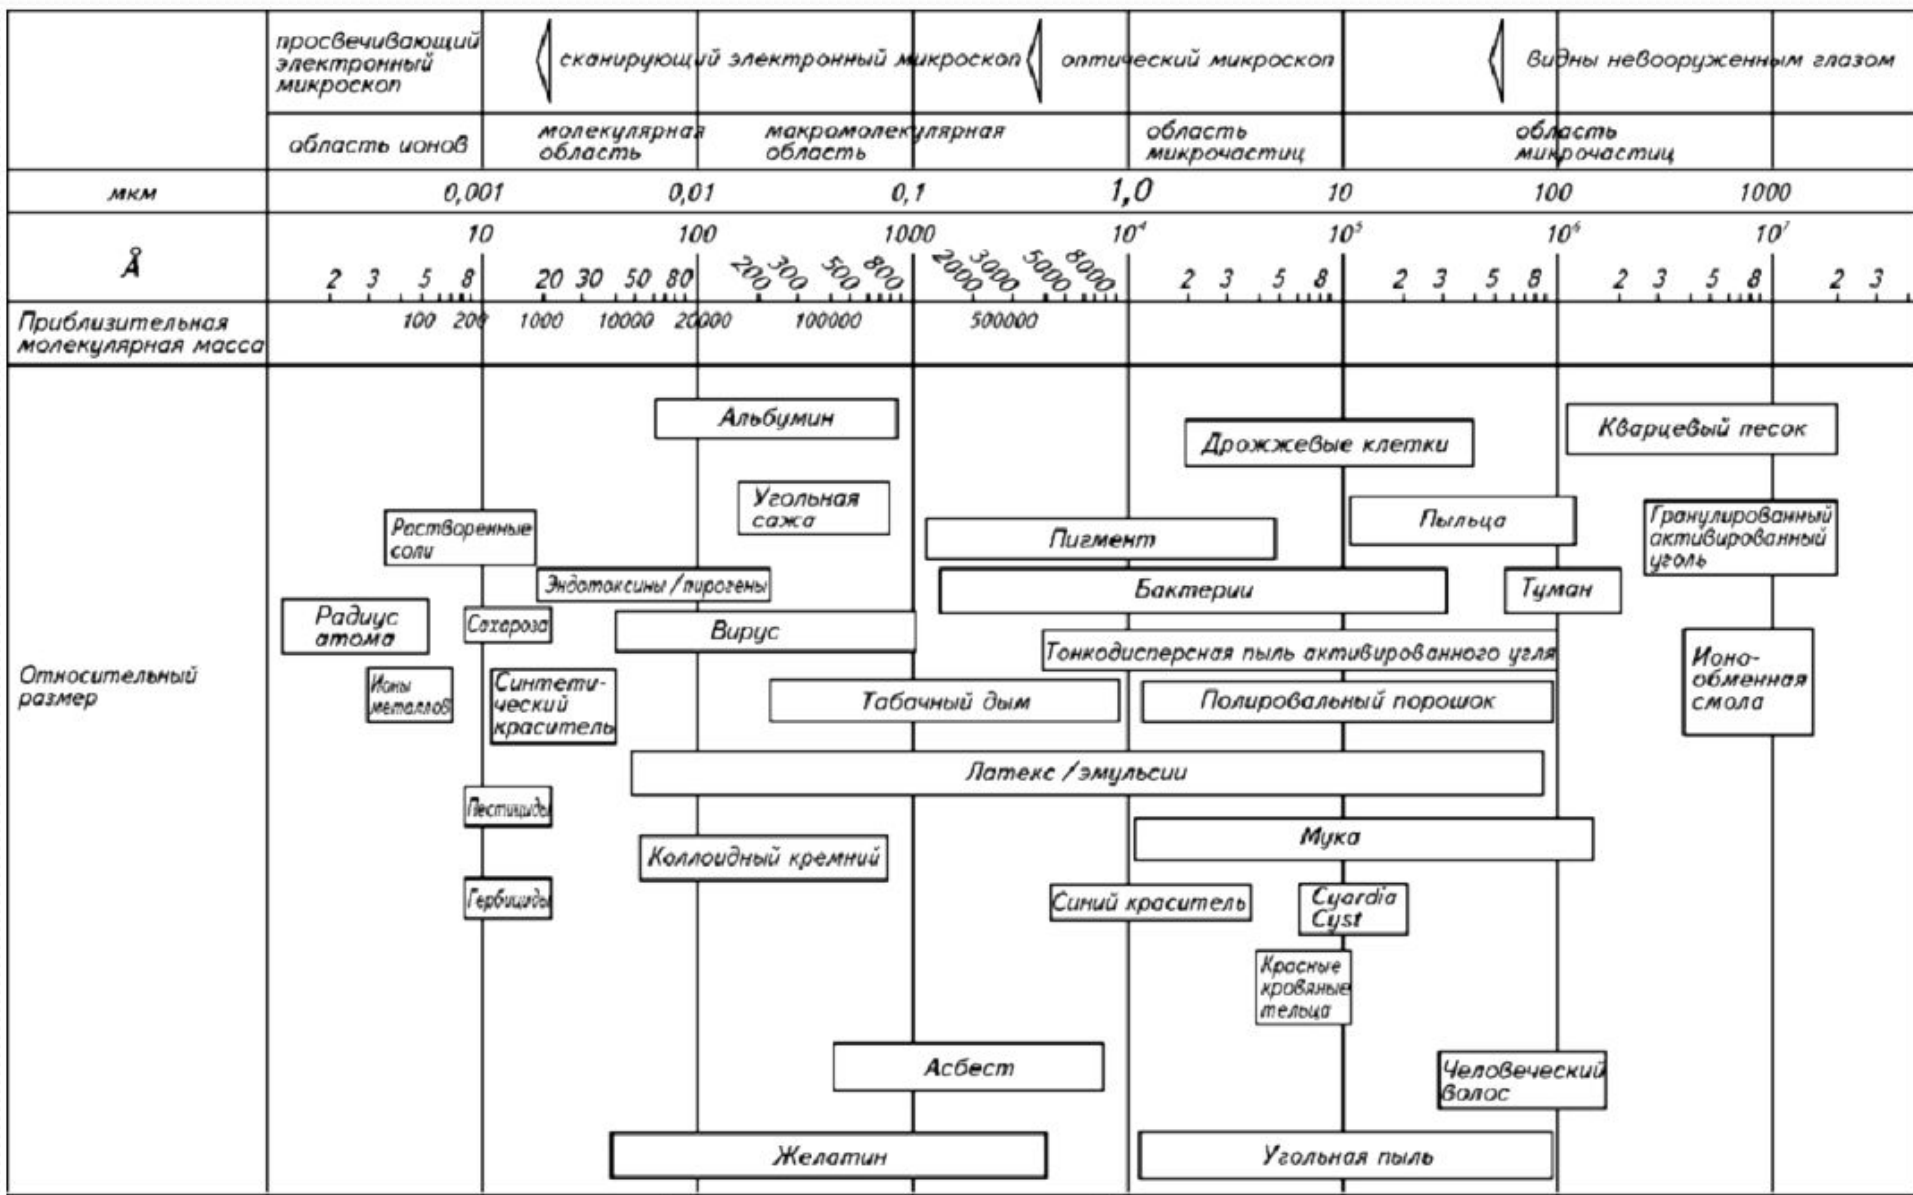 просвечивающий
электронный
микроскоп
сканирующий электронный микроскоп
оптический микроскоп
видны невооруженным глазом
область ионов
молекулярная
область
макромолекулярная
область
область
микрочастиц
область
микрочастиц
мкм 0,001 0,01 0,1 1,0 10 100 1000
Å
10 100 1000 10⁴ 10⁵ 10⁶ 10⁷
2 3 5 8 20 30 50 80 200 300 500 800 2000 3000 5000 8000 2 3 5 8 2 3 5 8 2 3 5 8 2 3
Приблизительная
молекулярная масса
100 200 1000 10000 20000 100000 500000
Относительный
размер
Альбумин
Дрожжевые клетки
Кварцевый песок
Угольная
сажа
Растворенные
соли
Пигмент
Пыльца
Гранулированный
активированный
уголь
Эндотоксины / пирогены
Бактерии
Туман
Радиус
атома
Сахароза
Вирус
Тонкодисперсная пыль активированного угля
Ионо-
обменная
смола
Ионы
металлов
Синтети-
ческий
краситель
Табачный дым
Полировальный порошок
Латекс / эмульсии
Пестициды
Мука
Коллоидный кремний
Гербициды
Синий краситель
Cyardia
Cyst
Красные
кровяные
тельца
Асбест
Человеческий
волос
Желатин
Угольная пыль